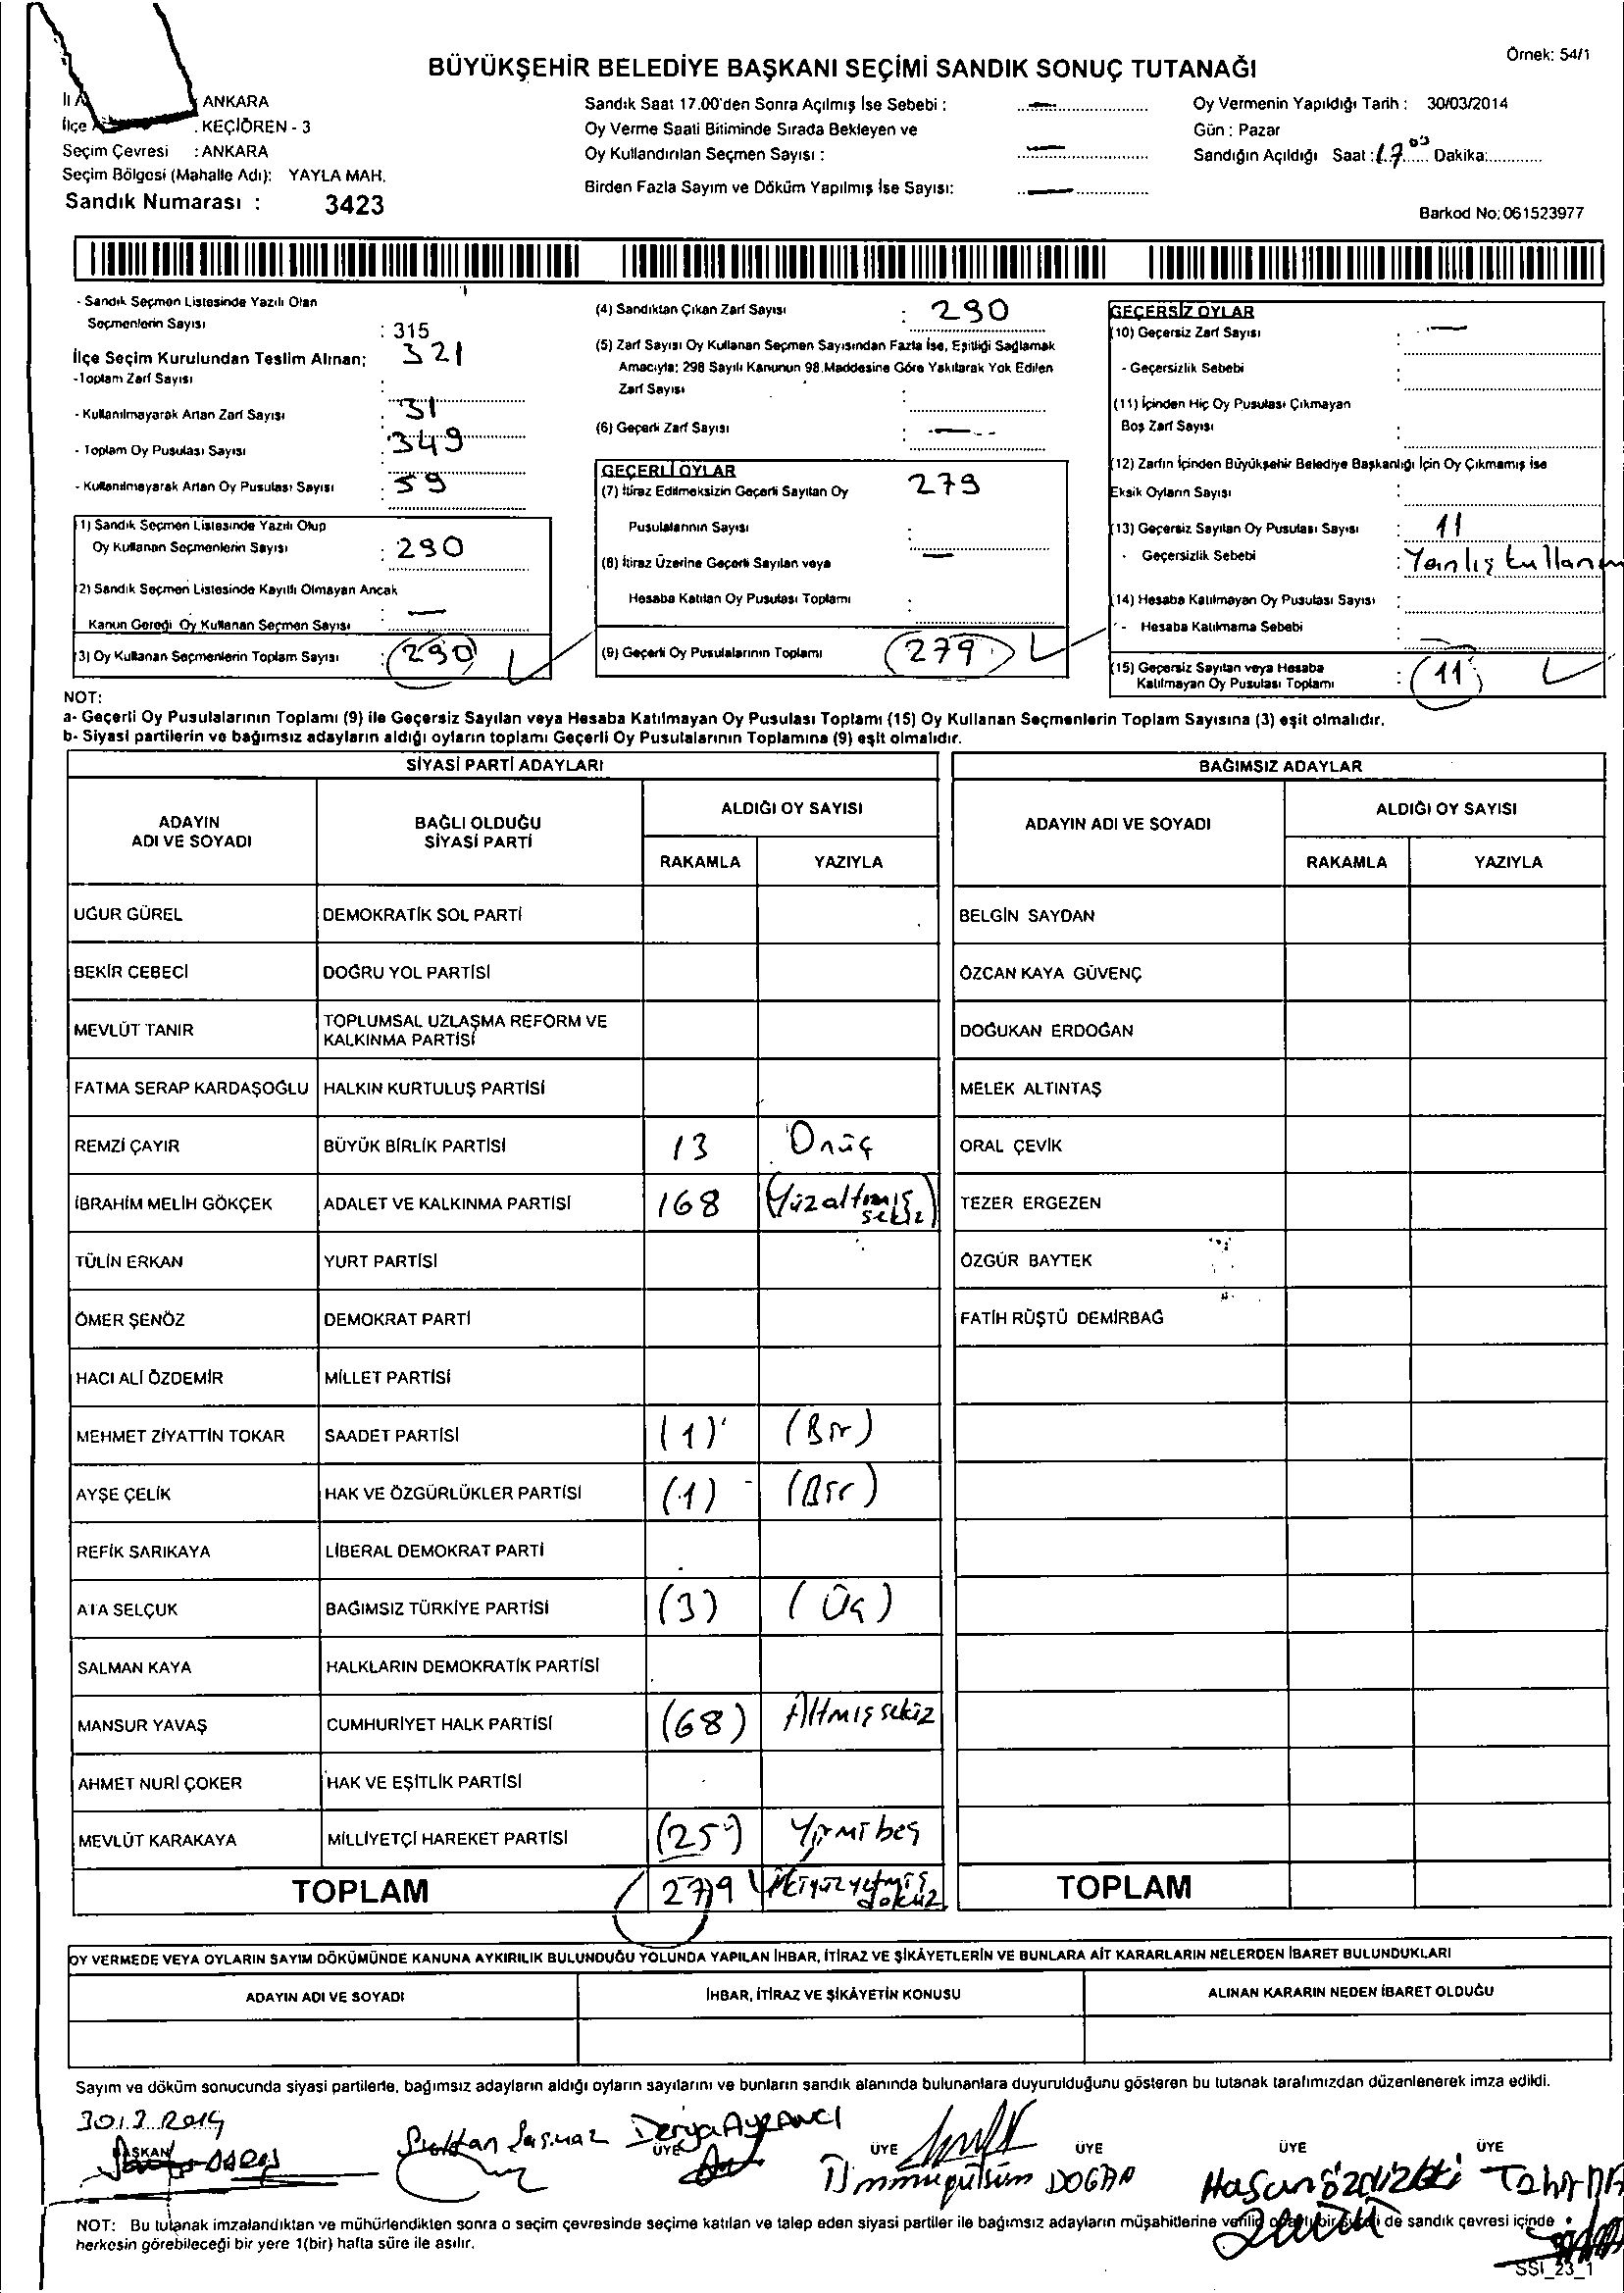 Örnek: 54/1
BÜYÜKŞEHİR BELEDİYE BAŞKANI SEÇİMİ SANDIK SONUÇ TUTANAĞI
: ANKARA
İlçe : KEÇİÖREN - 3
Seçim Çevresi : ANKARA
Seçim Bölgesi (Mahalle Adı): YAYLA MAH.
Sandık Numarası : 3423
Sandık Saat 17.00'den Sonra Açılmış İse Sebebi : —
Oy Verme Saati Bitiminde Sırada Bekleyen ve
Oy Kullandırılan Seçmen Sayısı : —
Birden Fazla Sayım ve Döküm Yapılmış İse Sayısı: —
Oy Vermenin Yapıldığı Tarih : 30/03/2014
Gün : Pazar
Sandığın Açıldığı Saat : 17.00 Dakika:
Barkod No: 061523977
- Sandık Seçmen Listesinde Yazılı Olan
Seçmenlerin Sayısı : 315
İlçe Seçim Kurulundan Teslim Alınan; 321
-Toplam Zarf Sayısı :
- Kullanılmayarak Artan Zarf Sayısı : 31
- Toplam Oy Pusulası Sayısı : 349
- Kullanılmayarak Artan Oy Pusulası Sayısı : 59
1) Sandık Seçmen Listesinde Yazılı Olup
Oy Kullanan Seçmenlerin Sayısı : 290
2) Sandık Seçmen Listesinde Kayıtlı Olmayan Ancak
Kanun Gereği Oy Kullanan Seçmen Sayısı : —
3) Oy Kullanan Seçmenlerin Toplam Sayısı : 290
(4) Sandıktan Çıkan Zarf Sayısı : 290
(5) Zarf Sayısı Oy Kullanan Seçmen Sayısından Fazla İse, Eşitliği Sağlamak
Amacıyla; 298 Sayılı Kanunun 98.Maddesine Göre Yakılarak Yok Edilen
Zarf Sayısı :
(6) Geçerli Zarf Sayısı : —
GEÇERLİ OYLAR
(7) İtiraz Edilmeksizin Geçerli Sayılan Oy 279
Pusulalarının Sayısı :
(8) İtiraz Üzerine Geçerli Sayılan veya —
Hesaba Katılan Oy Pusulası Toplamı :
(9) Geçerli Oy Pusulalarının Toplamı 279
GEÇERSİZ OYLAR
(10) Geçersiz Zarf Sayısı : —
- Geçersizlik Sebebi :
(11) İçinden Hiç Oy Pusulası Çıkmayan
Boş Zarf Sayısı :
(12) Zarfın İçinden Büyükşehir Belediye Başkanlığı İçin Oy Çıkmamış İse
Eksik Oyların Sayısı :
(13) Geçersiz Sayılan Oy Pusulası Sayısı : 11
- Geçersizlik Sebebi : Yanlış kullanım
(14) Hesaba Katılmayan Oy Pusulası Sayısı :
- Hesaba Katılmama Sebebi : —
(15) Geçersiz Sayılan veya Hesaba
Katılmayan Oy Pusulası Toplamı : 11
NOT:
a- Geçerli Oy Pusulalarının Toplamı (9) ile Geçersiz Sayılan veya Hesaba Katılmayan Oy Pusulası Toplamı (15) Oy Kullanan Seçmenlerin Toplam Sayısına (3) eşit olmalıdır.
b- Siyasi partilerin ve bağımsız adayların aldığı oyların toplamı Geçerli Oy Pusulalarının Toplamına (9) eşit olmalıdır.
SİYASİ PARTİ ADAYLARI
ADAYIN ADI VE SOYADI BAĞLI OLDUĞU SİYASİ PARTİ ALDIĞI OY SAYISI
RAKAMLA YAZIYLA
UĞUR GÜREL DEMOKRATİK SOL PARTİ
BEKİR CEBECİ DOĞRU YOL PARTİSİ
MEVLÜT TANIR TOPLUMSAL UZLAŞMA REFORM VE KALKINMA PARTİSİ
FATMA SERAP KARDAŞOĞLU HALKIN KURTULUŞ PARTİSİ
REMZİ ÇAYIR BÜYÜK BİRLİK PARTİSİ 13 Onüç
İBRAHİM MELİH GÖKÇEK ADALET VE KALKINMA PARTİSİ 168 (Yüzaltmış sekiz)
TÜLİN ERKAN YURT PARTİSİ
ÖMER ŞENÖZ DEMOKRAT PARTİ
HACI ALİ ÖZDEMİR MİLLET PARTİSİ
MEHMET ZİYATTİN TOKAR SAADET PARTİSİ (1) (Bir)
AYŞE ÇELİK HAK VE ÖZGÜRLÜKLER PARTİSİ (1) (Bir)
REFİK SARIKAYA LİBERAL DEMOKRAT PARTİ
ATA SELÇUK BAĞIMSIZ TÜRKİYE PARTİSİ (3) (Üç)
SALMAN KAYA HALKLARIN DEMOKRATİK PARTİSİ
MANSUR YAVAŞ CUMHURİYET HALK PARTİSİ (68) Altmışsekiz
AHMET NURİ ÇOKER HAK VE EŞİTLİK PARTİSİ
MEVLÜT KARAKAYA MİLLİYETÇİ HAREKET PARTİSİ (25) Yirmibeş
TOPLAM 279 İkiyüzyetmiş dokuz
BAĞIMSIZ ADAYLAR
ADAYIN ADI VE SOYADI ALDIĞI OY SAYISI
RAKAMLA YAZIYLA
BELGİN SAYDAN
ÖZCAN KAYA GÜVENÇ
DOĞUKAN ERDOĞAN
MELEK ALTINTAŞ
ORAL ÇEVİK
TEZER ERGEZEN
ÖZGÜR BAYTEK
FATİH RÜŞTÜ DEMİRBAĞ
TOPLAM
OY VERMEDE VEYA OYLARIN SAYIM DÖKÜMÜNDE KANUNA AYKIRILIK BULUNDUĞU YOLUNDA YAPILAN İHBAR, İTİRAZ VE ŞİKÂYETLERİN VE BUNLARA AİT KARARLARIN NELERDEN İBARET BULUNDUKLARI
ADAYIN ADI VE SOYADI İHBAR, İTİRAZ VE ŞİKÂYETİN KONUSU ALINAN KARARIN NEDEN İBARET OLDUĞU
Sayım ve döküm sonucunda siyasi partilerle, bağımsız adayların aldığı oyların sayılarını ve bunların sandık alanında bulunanlara duyurulduğunu gösteren bu tutanak tarafımızdan düzenlenerek imza edildi.
30.3.2014
BAŞKAN
Derya
ÜYE ÜYE ÜYE ÜYE ÜYE
Ümmügülsüm DOĞAN
Hasan
NOT: Bu tutanak imzalandıktan ve mühürlendikten sonra o seçim çevresinde seçime katılan ve talep eden siyasi partiler ile bağımsız adayların müşahitlerine de sandık çevresi içinde
herkesin görebileceği bir yere 1(bir) hafta süre ile asılır.
SSI_23_1